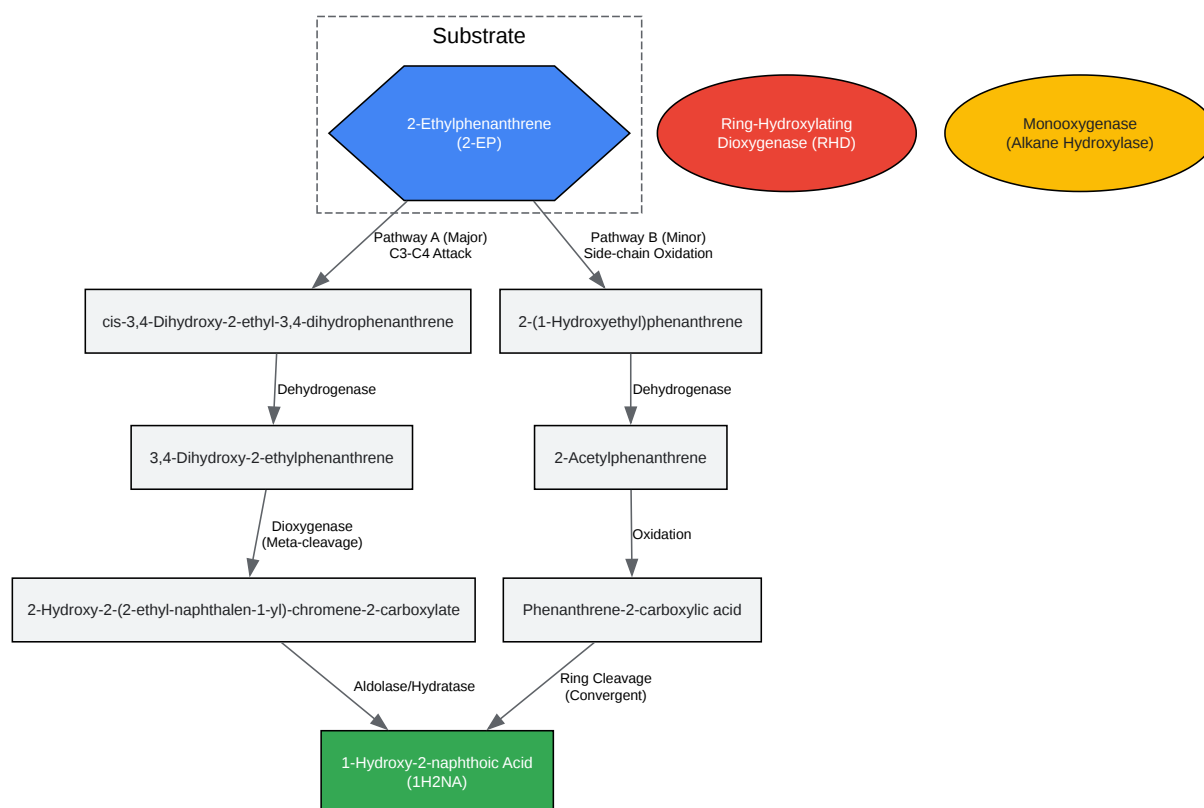 Substrate
2-Ethylphenanthrene
(2-EP)
Ring-Hydroxylating
Dioxygenase (RHD)
Monooxygenase
(Alkane Hydroxylase)
Pathway A (Major)
C3-C4 Attack
Pathway B (Minor)
Side-chain Oxidation
cis-3,4-Dihydroxy-2-ethyl-3,4-dihydrophenanthrene
2-(1-Hydroxyethyl)phenanthrene
Dehydrogenase
Dehydrogenase
3,4-Dihydroxy-2-ethylphenanthrene
2-Acetylphenanthrene
Dioxygenase
(Meta-cleavage)
Oxidation
2-Hydroxy-2-(2-ethyl-naphthalen-1-yl)-chromene-2-carboxylate
Phenanthrene-2-carboxylic acid
Aldolase/Hydratase
Ring Cleavage
(Convergent)
1-Hydroxy-2-naphthoic Acid
(1H2NA)